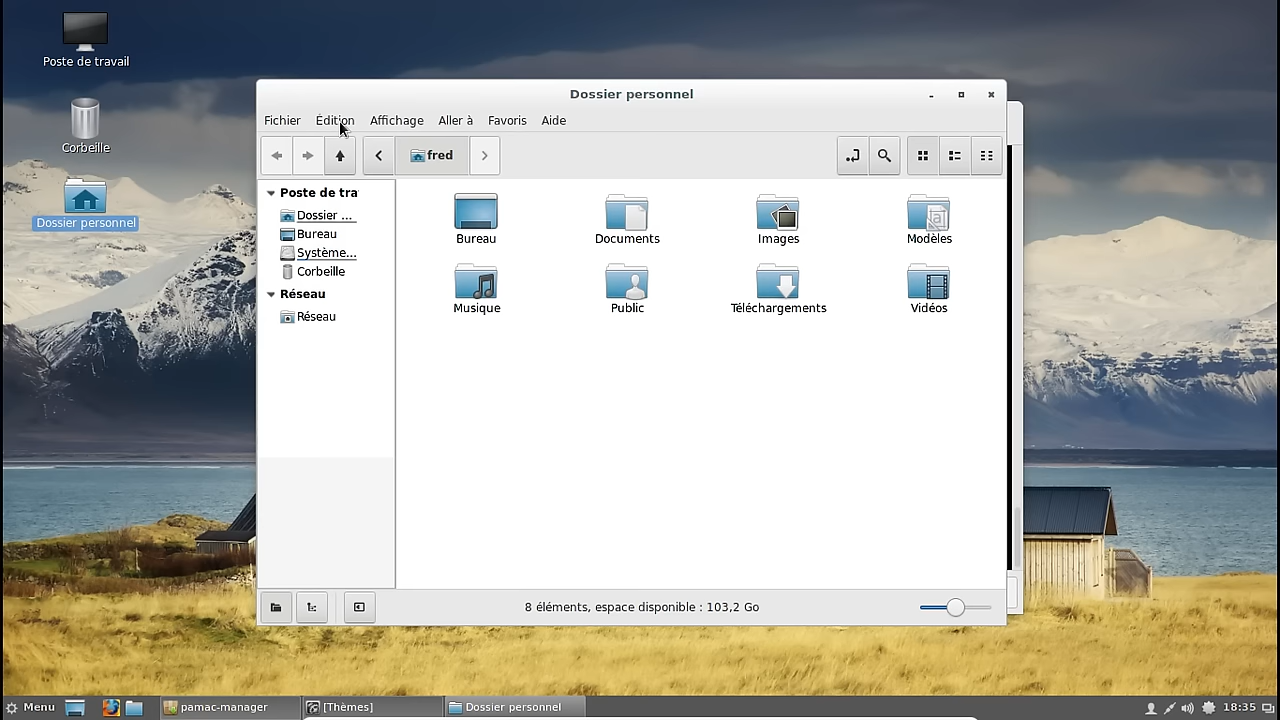 Poste de travail
Corbeille
Dossier personnel
Dossier personnel
Fichier Édition Affichage Aller à Favoris Aide
fred
Poste de tra
Dossier ...
Bureau
Système...
Corbeille
Réseau
Réseau
Bureau Documents Images Modèles
Musique Public Téléchargements Vidéos
8 éléments, espace disponible : 103,2 Go
Menu pamac-manager [Thèmes] Dossier personnel 18:35